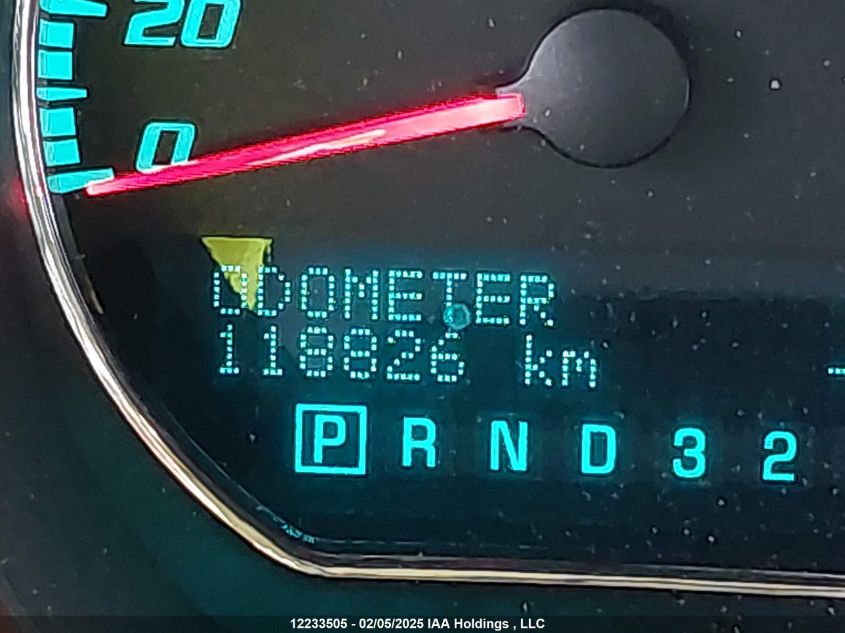 20
0
ODOMETER
118826 km
P R N D 3 2
12233505 - 02/05/2025 IAA Holdings , LLC